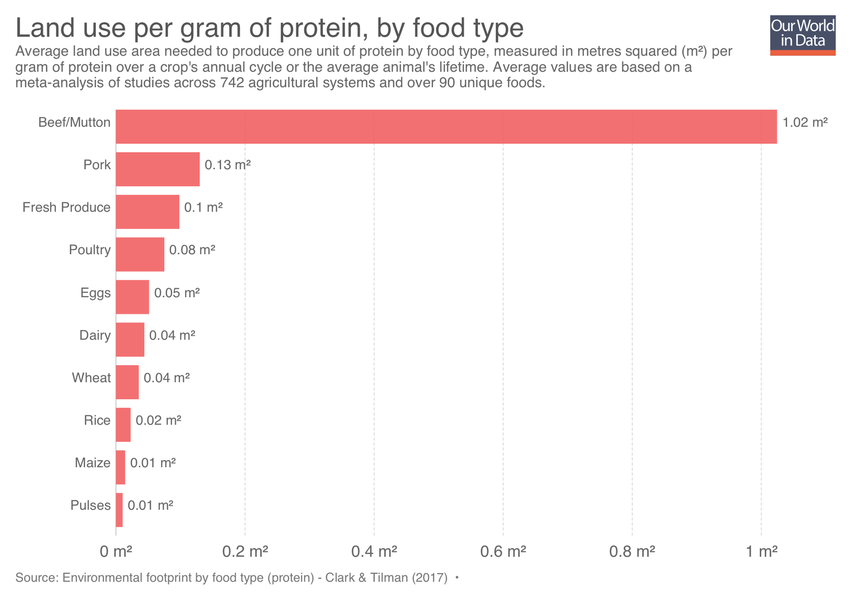 Land use per gram of protein, by food type
Our World
in Data
Average land use area needed to produce one unit of protein by food type, measured in metres squared (m²) per
gram of protein over a crop's annual cycle or the average animal's lifetime. Average values are based on a
meta-analysis of studies across 742 agricultural systems and over 90 unique foods.
Beef/Mutton 1.02 m²
Pork 0.13 m²
Fresh Produce 0.1 m²
Poultry 0.08 m²
Eggs 0.05 m²
Dairy 0.04 m²
Wheat 0.04 m²
Rice 0.02 m²
Maize 0.01 m²
Pulses 0.01 m²
0 m² 0.2 m² 0.4 m² 0.6 m² 0.8 m² 1 m²
Source: Environmental footprint by food type (protein) - Clark & Tilman (2017) •